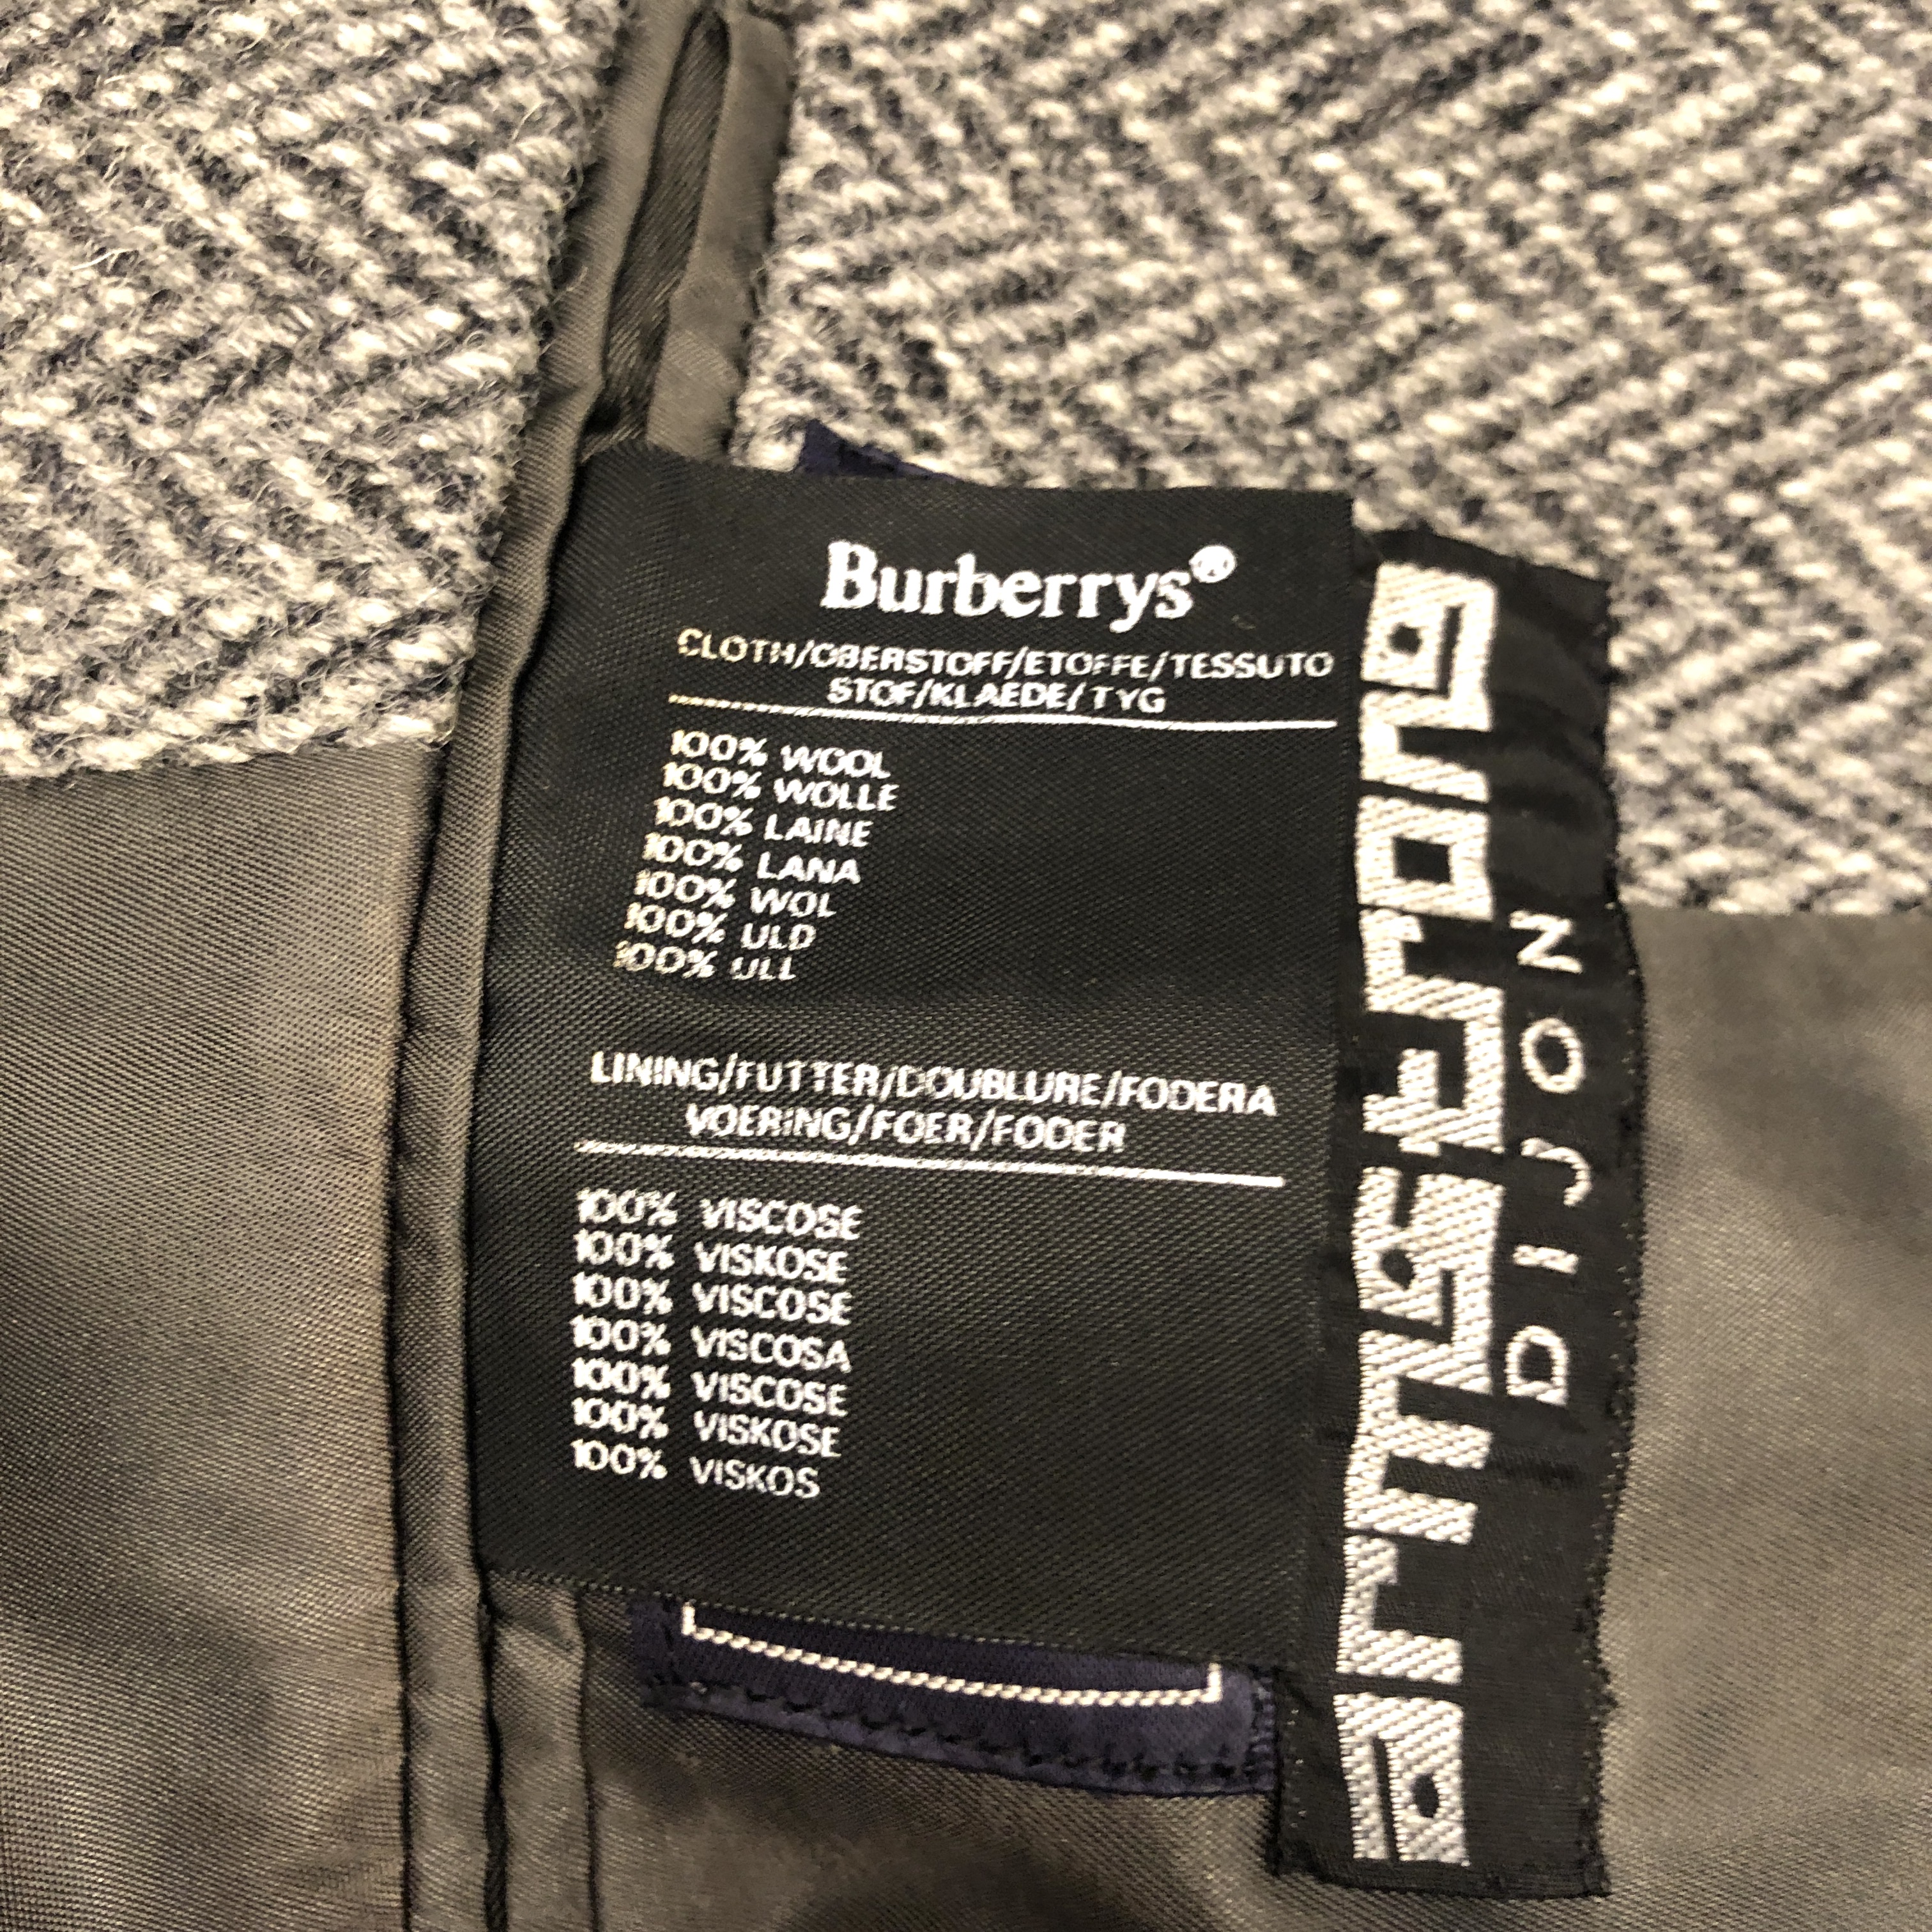 Burberrys®
CLOTH/OBERSTOFF/ETOFFE/TESSUTO
STOF/KLAEDE/TYG
100% WOOL
100% WOLLE
100% LAINE
100% LANA
100% WOL
100% ULD
100% ULL
LINING/FUTTER/DOUBLURE/FODERA
VOERING/FOER/FODER
100% VISCOSE
100% VISKOSE
100% VISCOSE
100% VISCOSA
100% VISCOSE
100% VISKOSE
100% VISKOS
armstrong
DIJON